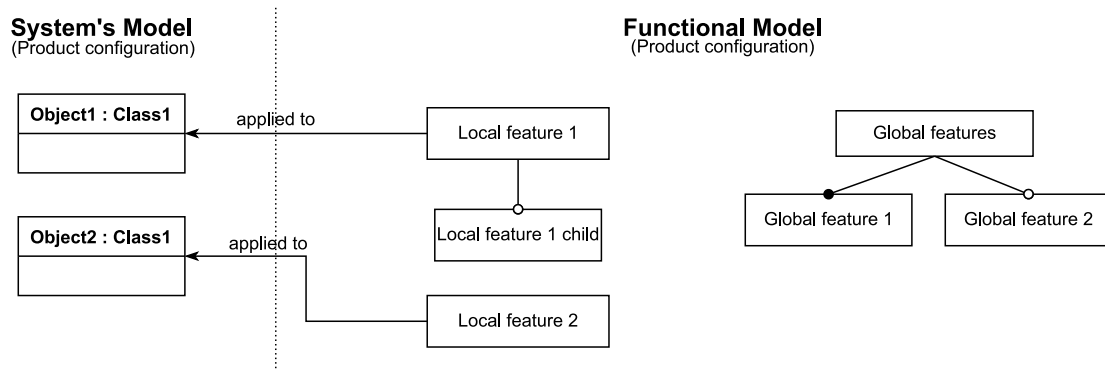 System's Model
(Product configuration)
Functional Model
(Product configuration)
Object1 : Class1
applied to
Local feature 1
Global features
Local feature 1 child
Global feature 1
Global feature 2
Object2 : Class1
applied to
Local feature 2